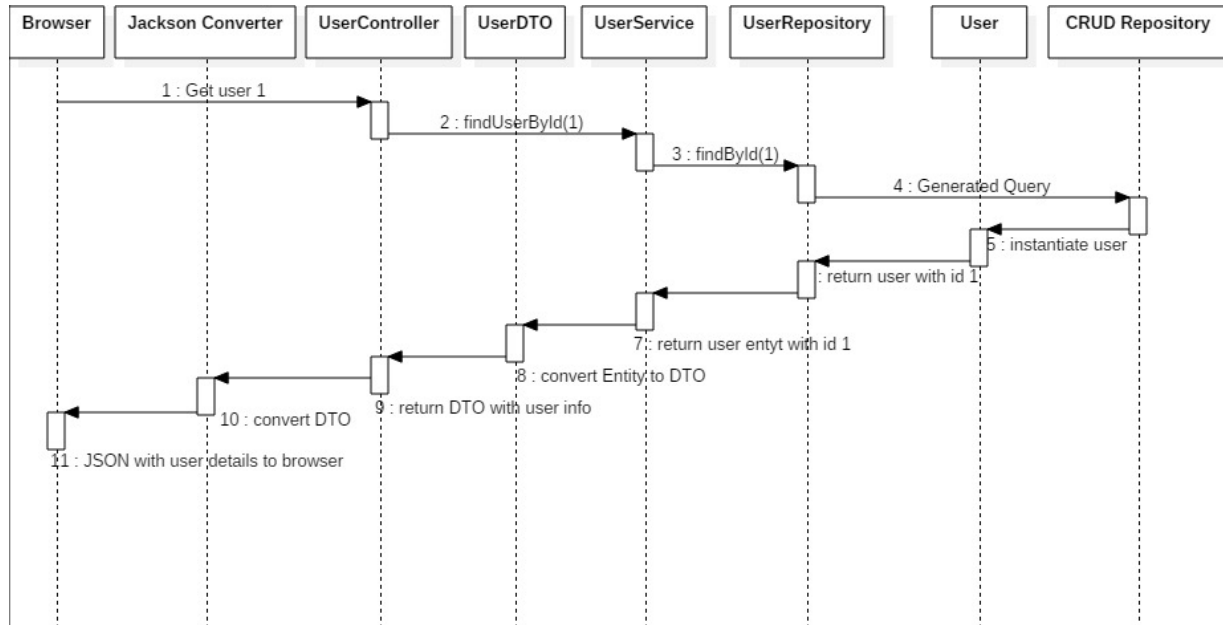 Browser
Jackson Converter
UserController
UserDTO
UserService
UserRepository
User
CRUD Repository
1 : Get user 1
2 : findUserById(1)
3 : findById(1)
4 : Generated Query
5 : instantiate user
: return user with id 1
7 : return user entyt with id 1
8 : convert Entity to DTO
9 : return DTO with user info
10 : convert DTO
11 : JSON with user details to browser